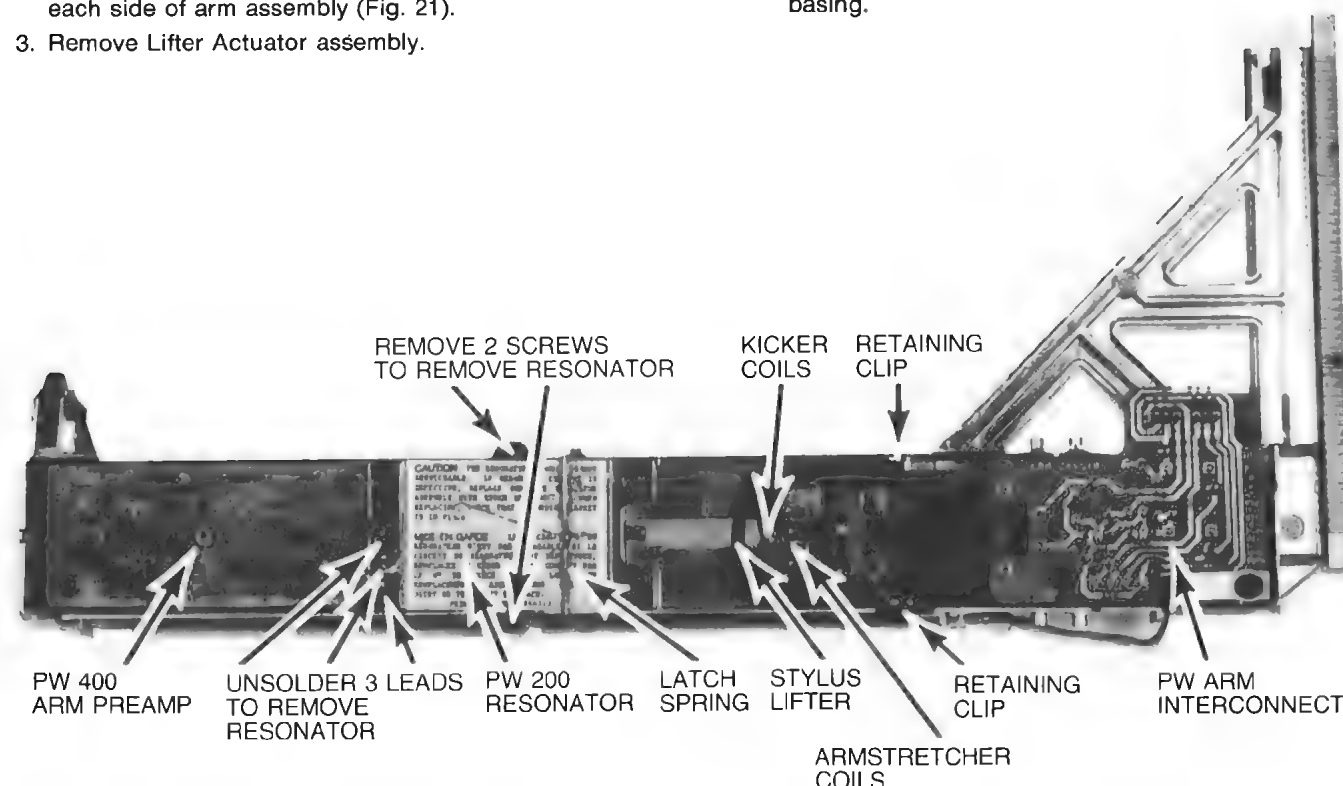 each side of arm assembly (Fig. 21).
3. Remove Lifter Actuator assembly.
basing.
REMOVE 2 SCREWS
TO REMOVE RESONATOR
KICKER
COILS
RETAINING
CLIP
CAUTION
PW 400
ARM PREAMP
UNSOLDER 3 LEADS
TO REMOVE
RESONATOR
PW 200
RESONATOR
LATCH
SPRING
STYLUS
LIFTER
ARMSTRETCHER
COILS
RETAINING
CLIP
PW ARM
INTERCONNECT